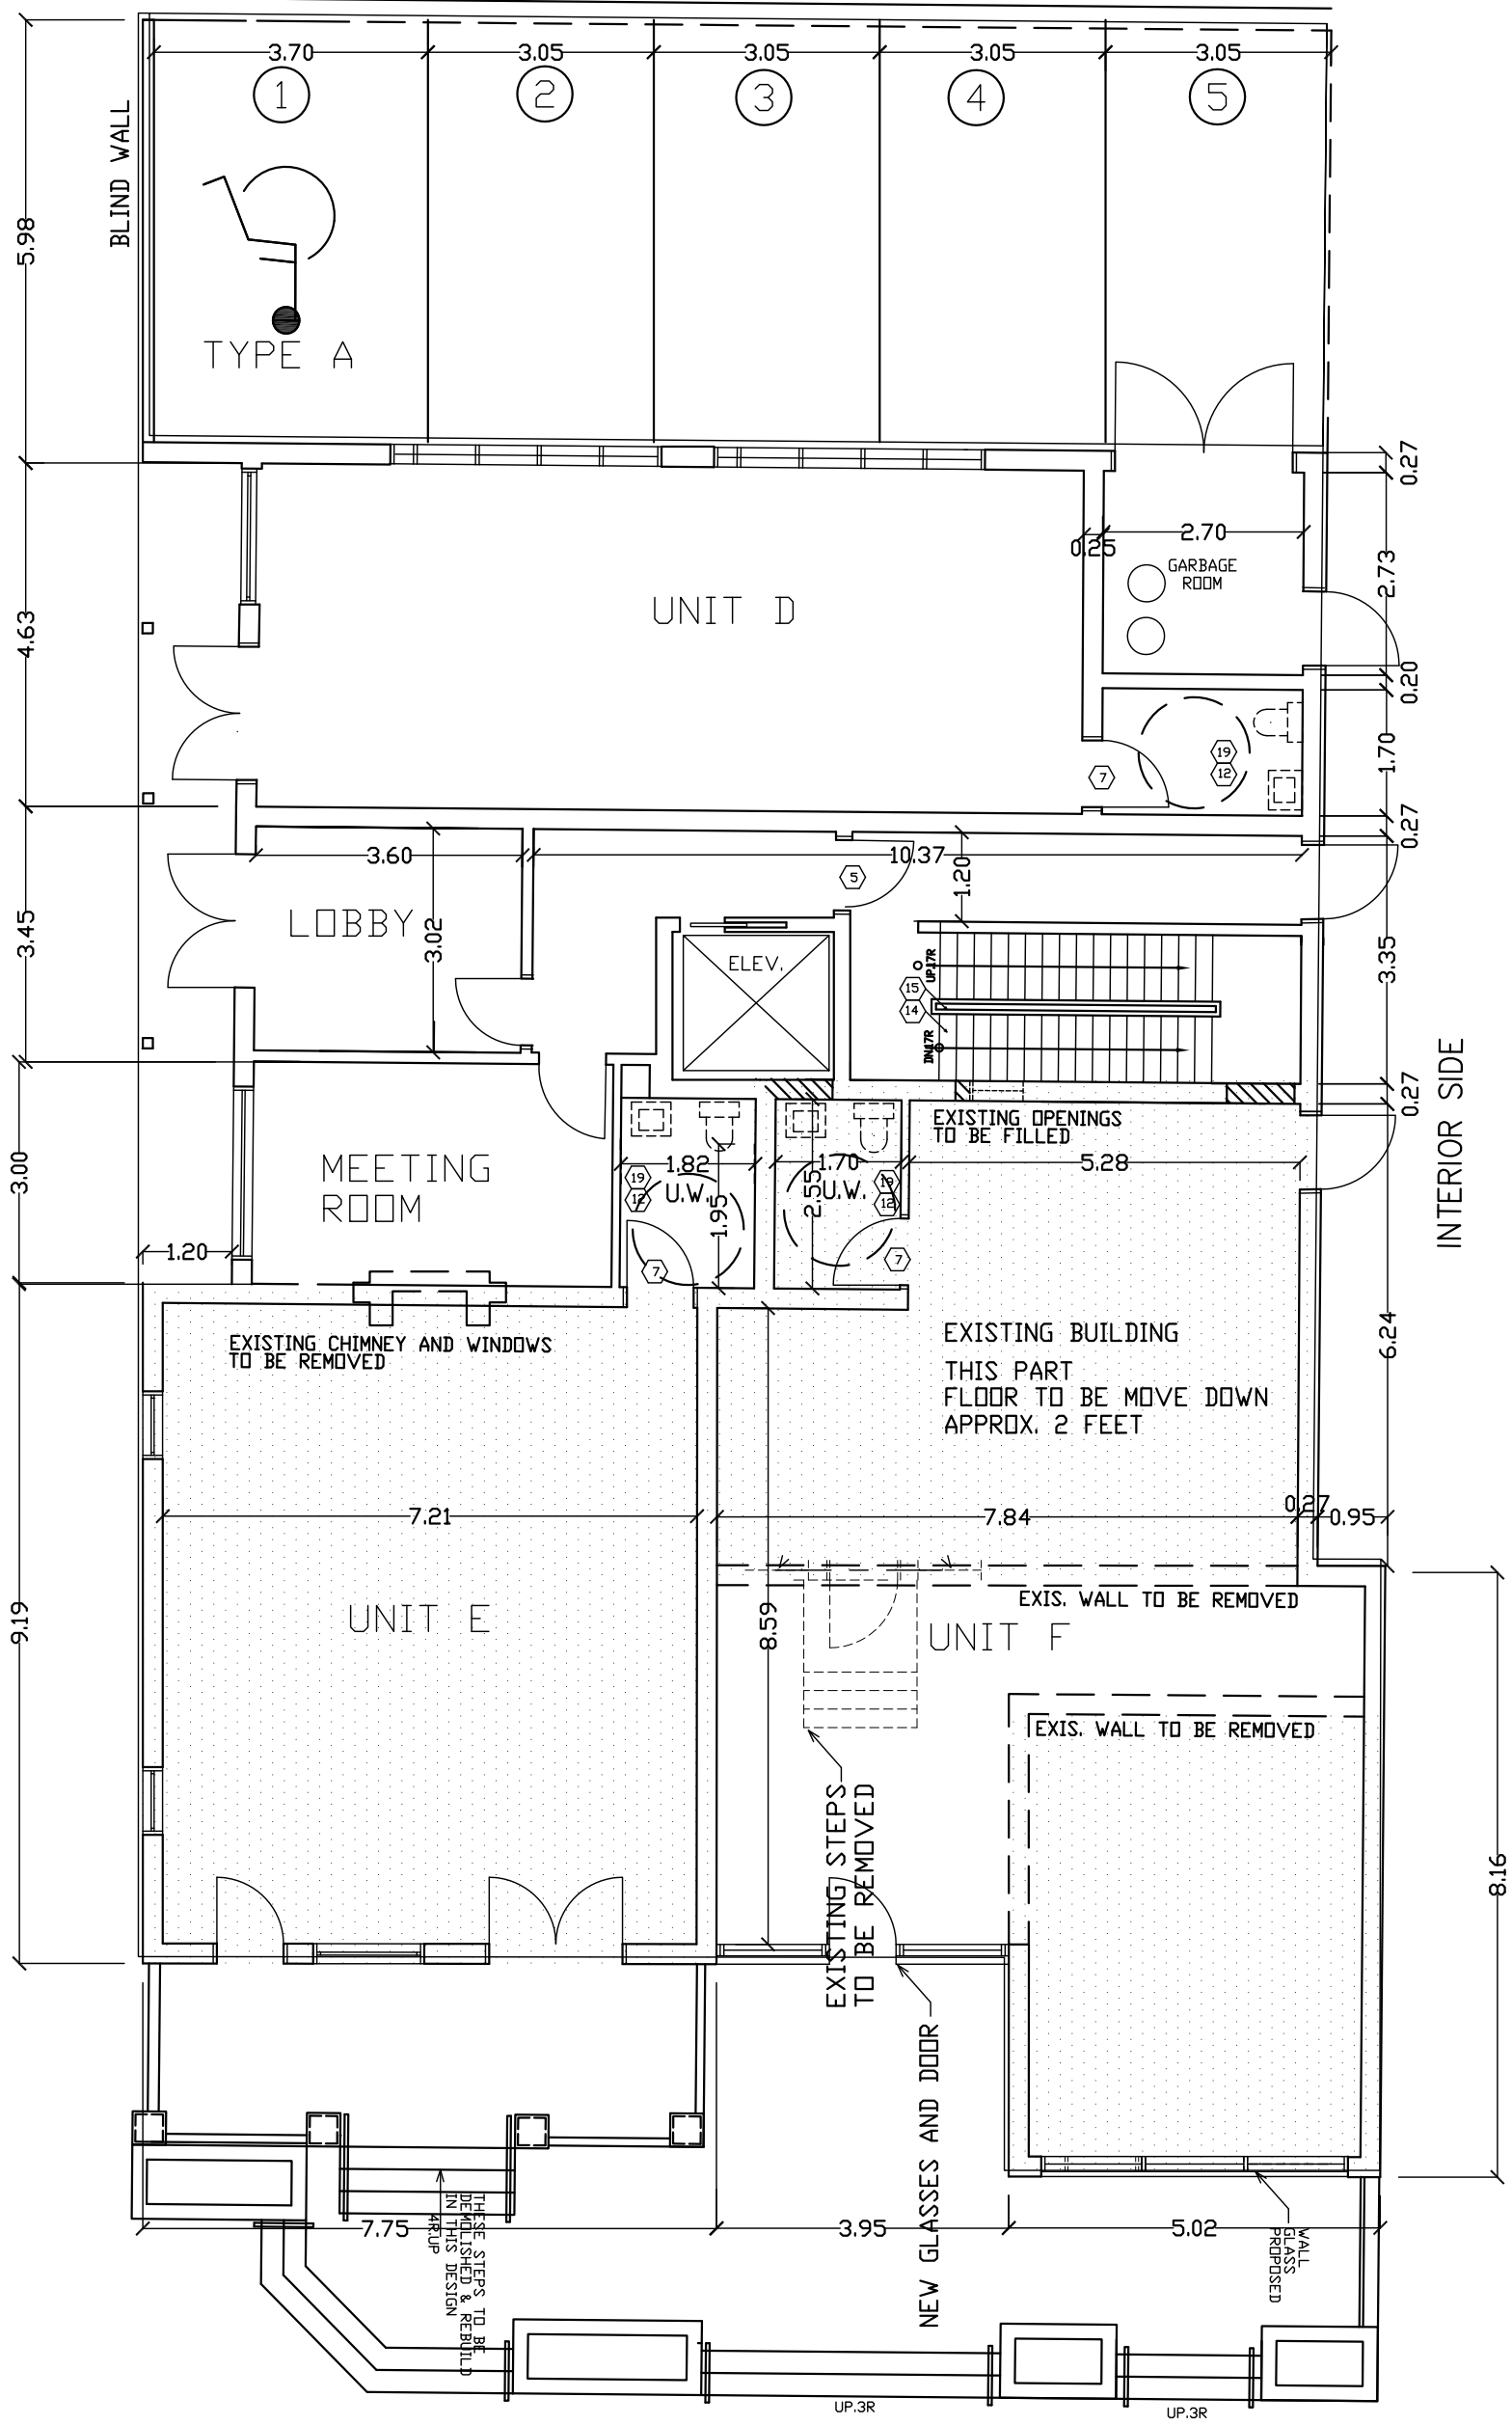 3.70
3.05
3.05
3.05
3.05
1
2
3
4
5
BLIND WALL
5.98
TYPE A
0.27
2.70
0.25
GARBAGE
ROOM
2.73
UNIT D
4.63
0.20
19
12
7
1.70
0.27
3.60
10.37
1.20
5
LOBBY
3.02
3.45
ELEV.
UP.17R
15
14
DN.17R
3.35
INTERIOR SIDE
0.27
EXISTING OPENINGS
TO BE FILLED
MEETING
ROOM
3.00
1.82
U.W.
19
12
1.95
7
1.70
U.W.
2.55
19
12
7
5.28
1.20
EXISTING CHIMNEY AND WINDOWS
TO BE REMOVED
EXISTING BUILDING
THIS PART
FLOOR TO BE MOVE DOWN
APPROX. 2 FEET
6.24
7.21
7.84
0.27
0.95
UNIT E
9.19
8.59
EXIS. WALL TO BE REMOVED
UNIT F
EXIS. WALL TO BE REMOVED
EXISTING STEPS
TO BE REMOVED
8.16
NEW GLASSES AND DOOR
THESE STEPS TO BE
DEMOLISHED & REBUILD
IN THIS DESIGN
4R.UP
7.75
3.95
5.02
WALL
GLASS
PROPOSED
UP.3R
UP.3R